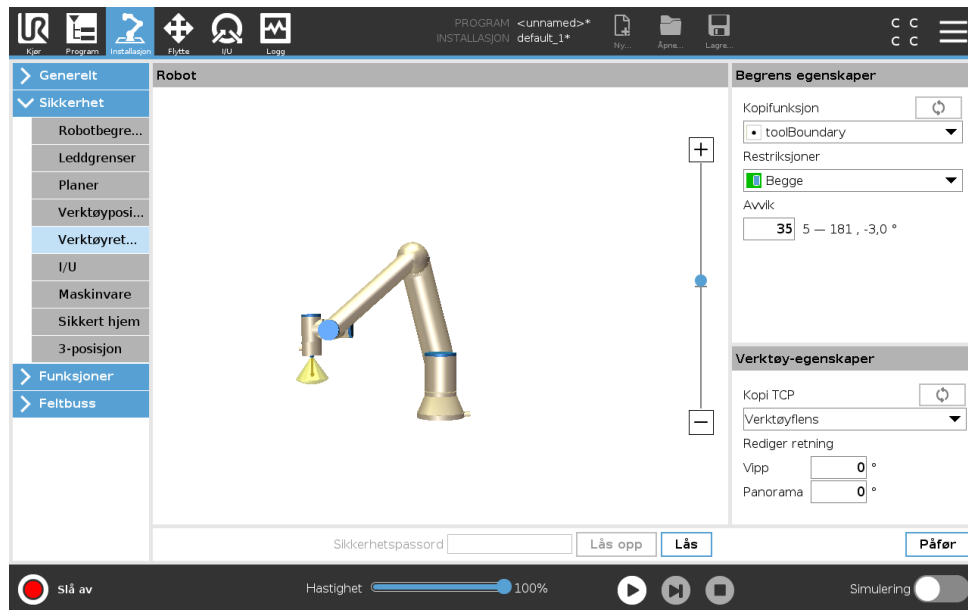 PROGRAM <unnamed>*
INSTALLASJON default_1*
Kjør Program Installasjon Flytte I/U Logg Ny... Åpne... Lagre...
C C
C C
Generelt
Sikkerhet
Robotbegre...
Leddgrenser
Planer
Verktøyposi...
Verktøyret...
I/U
Maskinvare
Sikkert hjem
3-posisjon
Funksjoner
Feltbuss
Robot
Begrens egenskaper
Kopifunksjon
toolBoundary
Restriksjoner
Begge
Avvik
35 5 — 181 , -3,0 °
Verktøy-egenskaper
Kopi TCP
Verktøyflens
Rediger retning
Vipp 0 °
Panorama 0 °
Sikkerhetspassord Lås opp Lås Påfør
Slå av Hastighet 100% Simulering